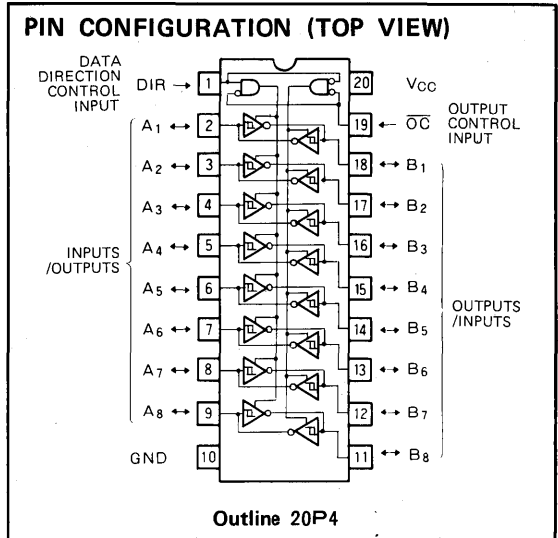 PIN CONFIGURATION (TOP VIEW)
DATA
DIRECTION
CONTROL
INPUT
DIR → 1
20 VCC
A1 ↔ 2
19 ← OC
OUTPUT
CONTROL
INPUT
A2 ↔ 3
18 ↔ B1
A3 ↔ 4
17 ↔ B2
A4 ↔ 5
16 ↔ B3
INPUTS
/OUTPUTS
A5 ↔ 6
15 ↔ B4
A6 ↔ 7
14 ↔ B5
OUTPUTS
/INPUTS
A7 ↔ 8
13 ↔ B6
A8 ↔ 9
12 ↔ B7
GND 10
11 ↔ B8
Outline 20P4